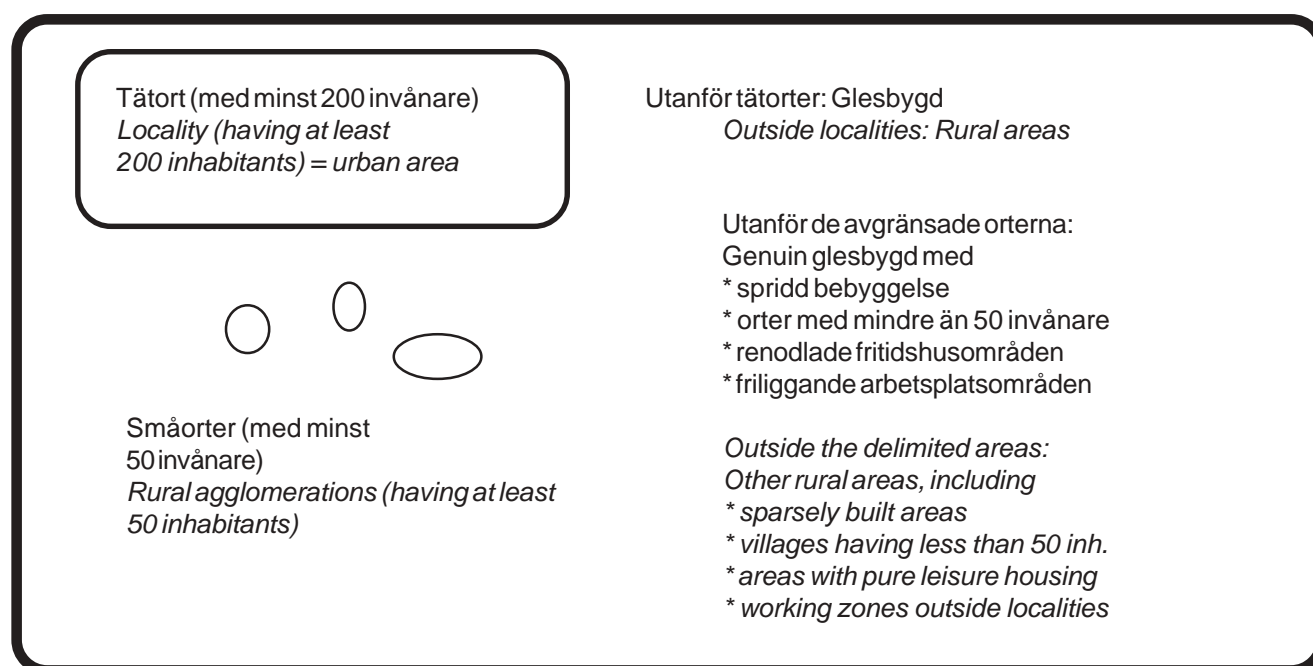 Tätort (med minst 200 invånare)
Locality (having at least
200 inhabitants) = urban area
Småorter (med minst
50 invånare)
Rural agglomerations (having at least
50 inhabitants)
Utanför tätorter: Glesbygd
Outside localities: Rural areas
Utanför de avgränsade orterna:
Genuin glesbygd med
* spridd bebyggelse
* orter med mindre än 50 invånare
* renodlade fritidshusområden
* friliggande arbetsplatsområden
Outside the delimited areas:
Other rural areas, including
* sparsely built areas
* villages having less than 50 inh.
* areas with pure leisure housing
* working zones outside localities